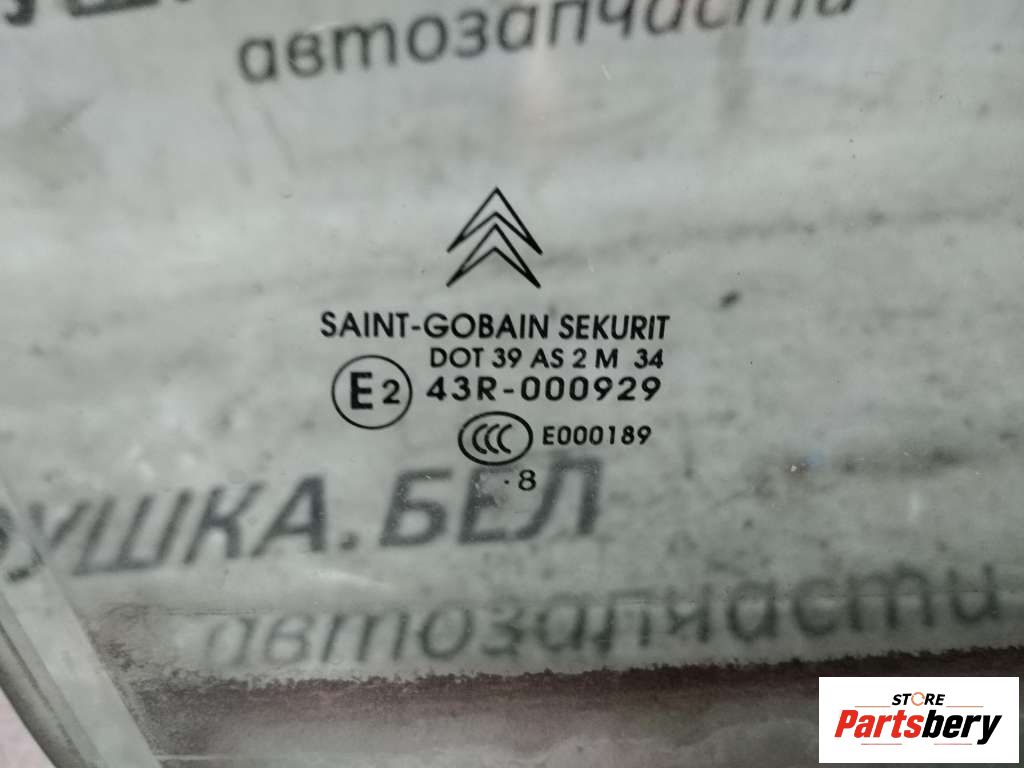 автозапчасти
SAINT-GOBAIN SEKURIT
DOT 39 AS 2 M 34
E2 43R-000929
CCC E000189
.8
УШКА.БЕЛ
автозапчасти
STORE
Partsbery